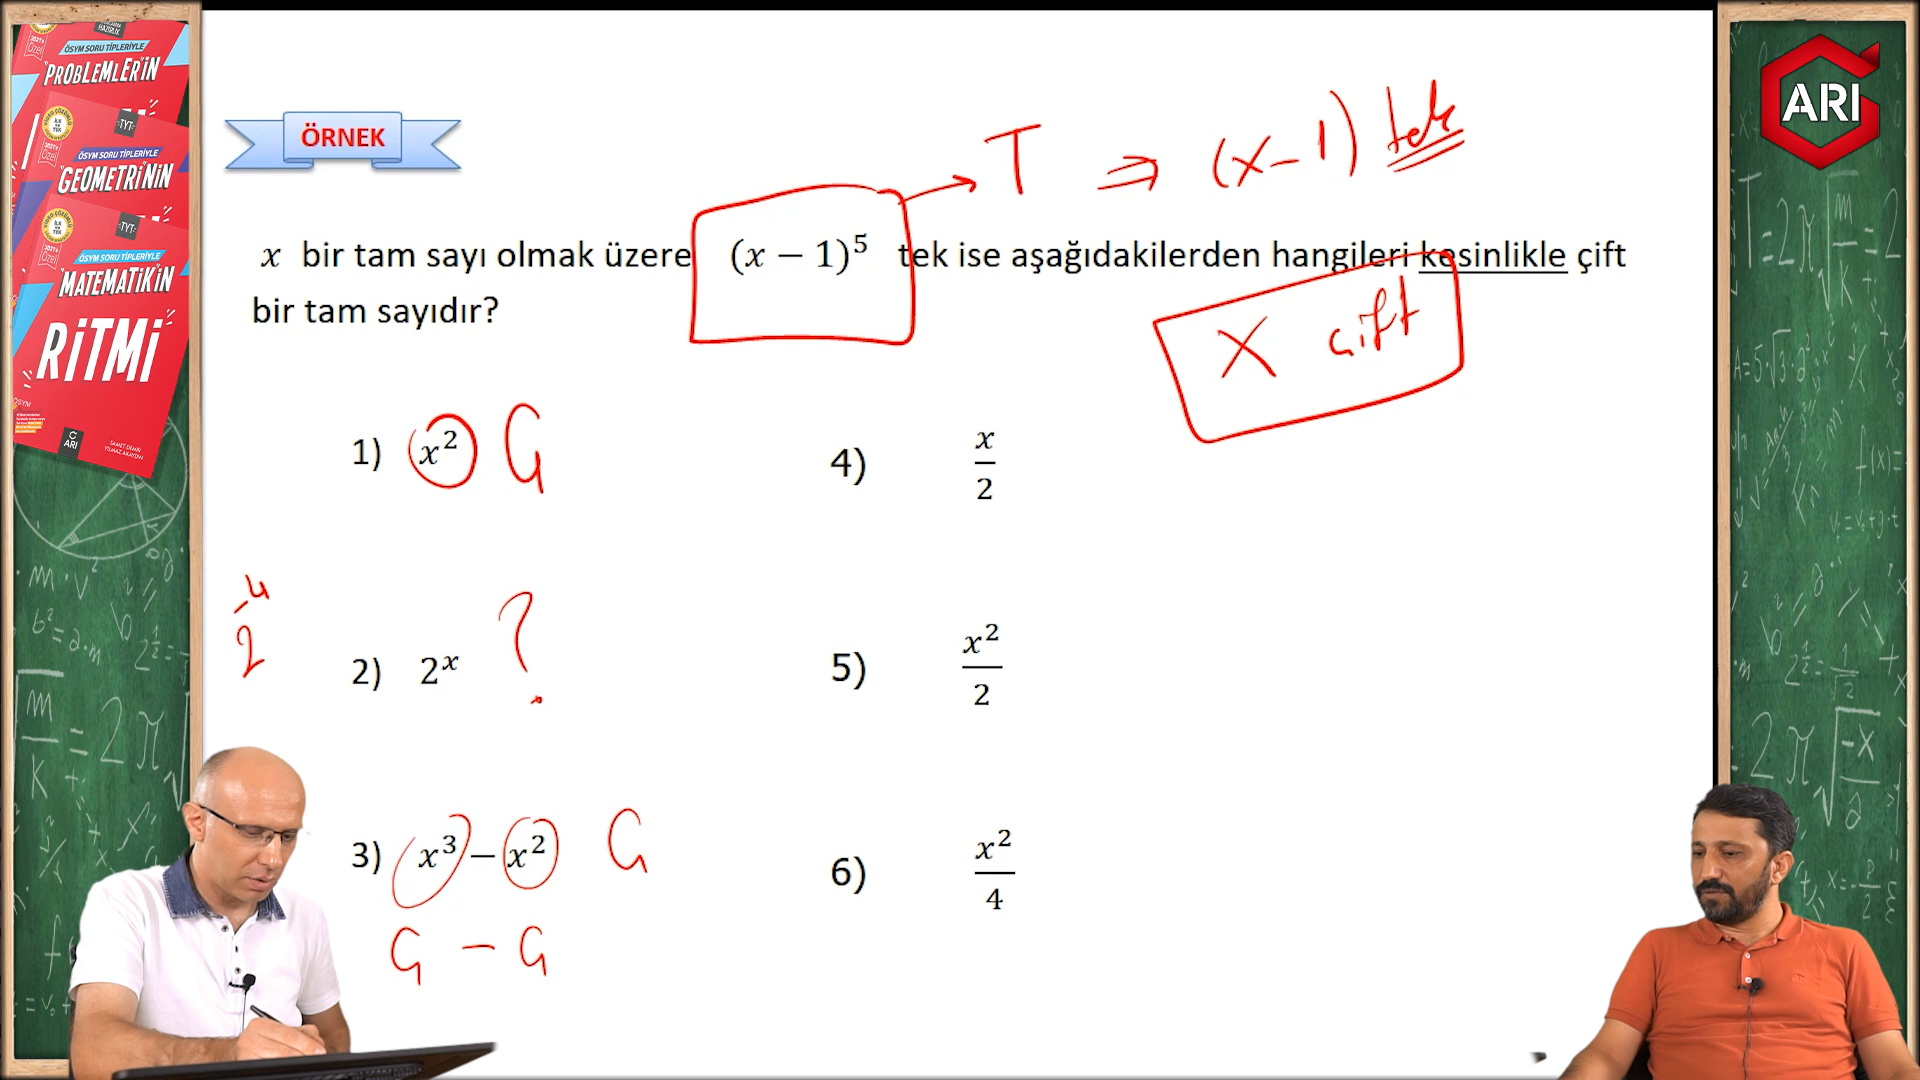 ÖSYM SORU TİPLERİYLE
PROBLEMLER'İN
TYT
ÖSYM SORU TİPLERİYLE
GEOMETRİ'NİN
TYT
ÖSYM SORU TİPLERİYLE
MATEMATİK'İN
RİTMİ
ARI
ARI
ÖRNEK
T ⇒ (x-1) tek
x bir tam sayı olmak üzere (x − 1)⁵ tek ise aşağıdakilerden hangileri kesinlikle çift
bir tam sayıdır?
X çift
1) x² Ç
2⁻⁴
2) 2ˣ ?
3) x³ − x² Ç
Ç − Ç
4) x/2
5) x²/2
6) x²/4